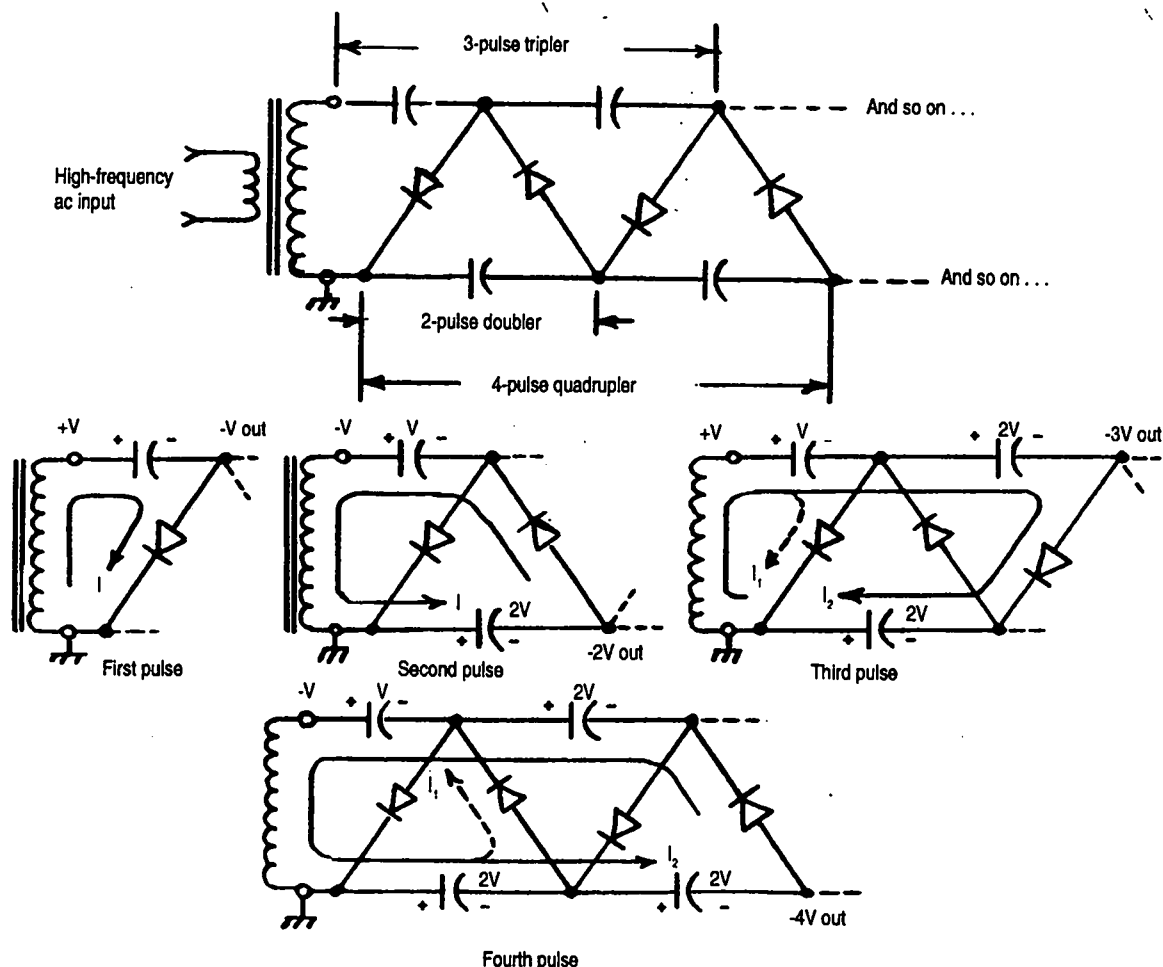 3-pulse tripler
And so on . . .
High-frequency
ac input
And so on . . .
2-pulse doubler
4-pulse quadrupler
+V
+
-
-V out
I
First pulse
-V
+
V
-
I
2V
+
-
-2V out
Second pulse
+V
+
V
-
+
2V
-
-3V out
I1
I2
2V
+
-
Third pulse
-V
+
V
-
+
2V
-
I1
I2
2V
+
-
2V
+
-
-4V out
Fourth pulse